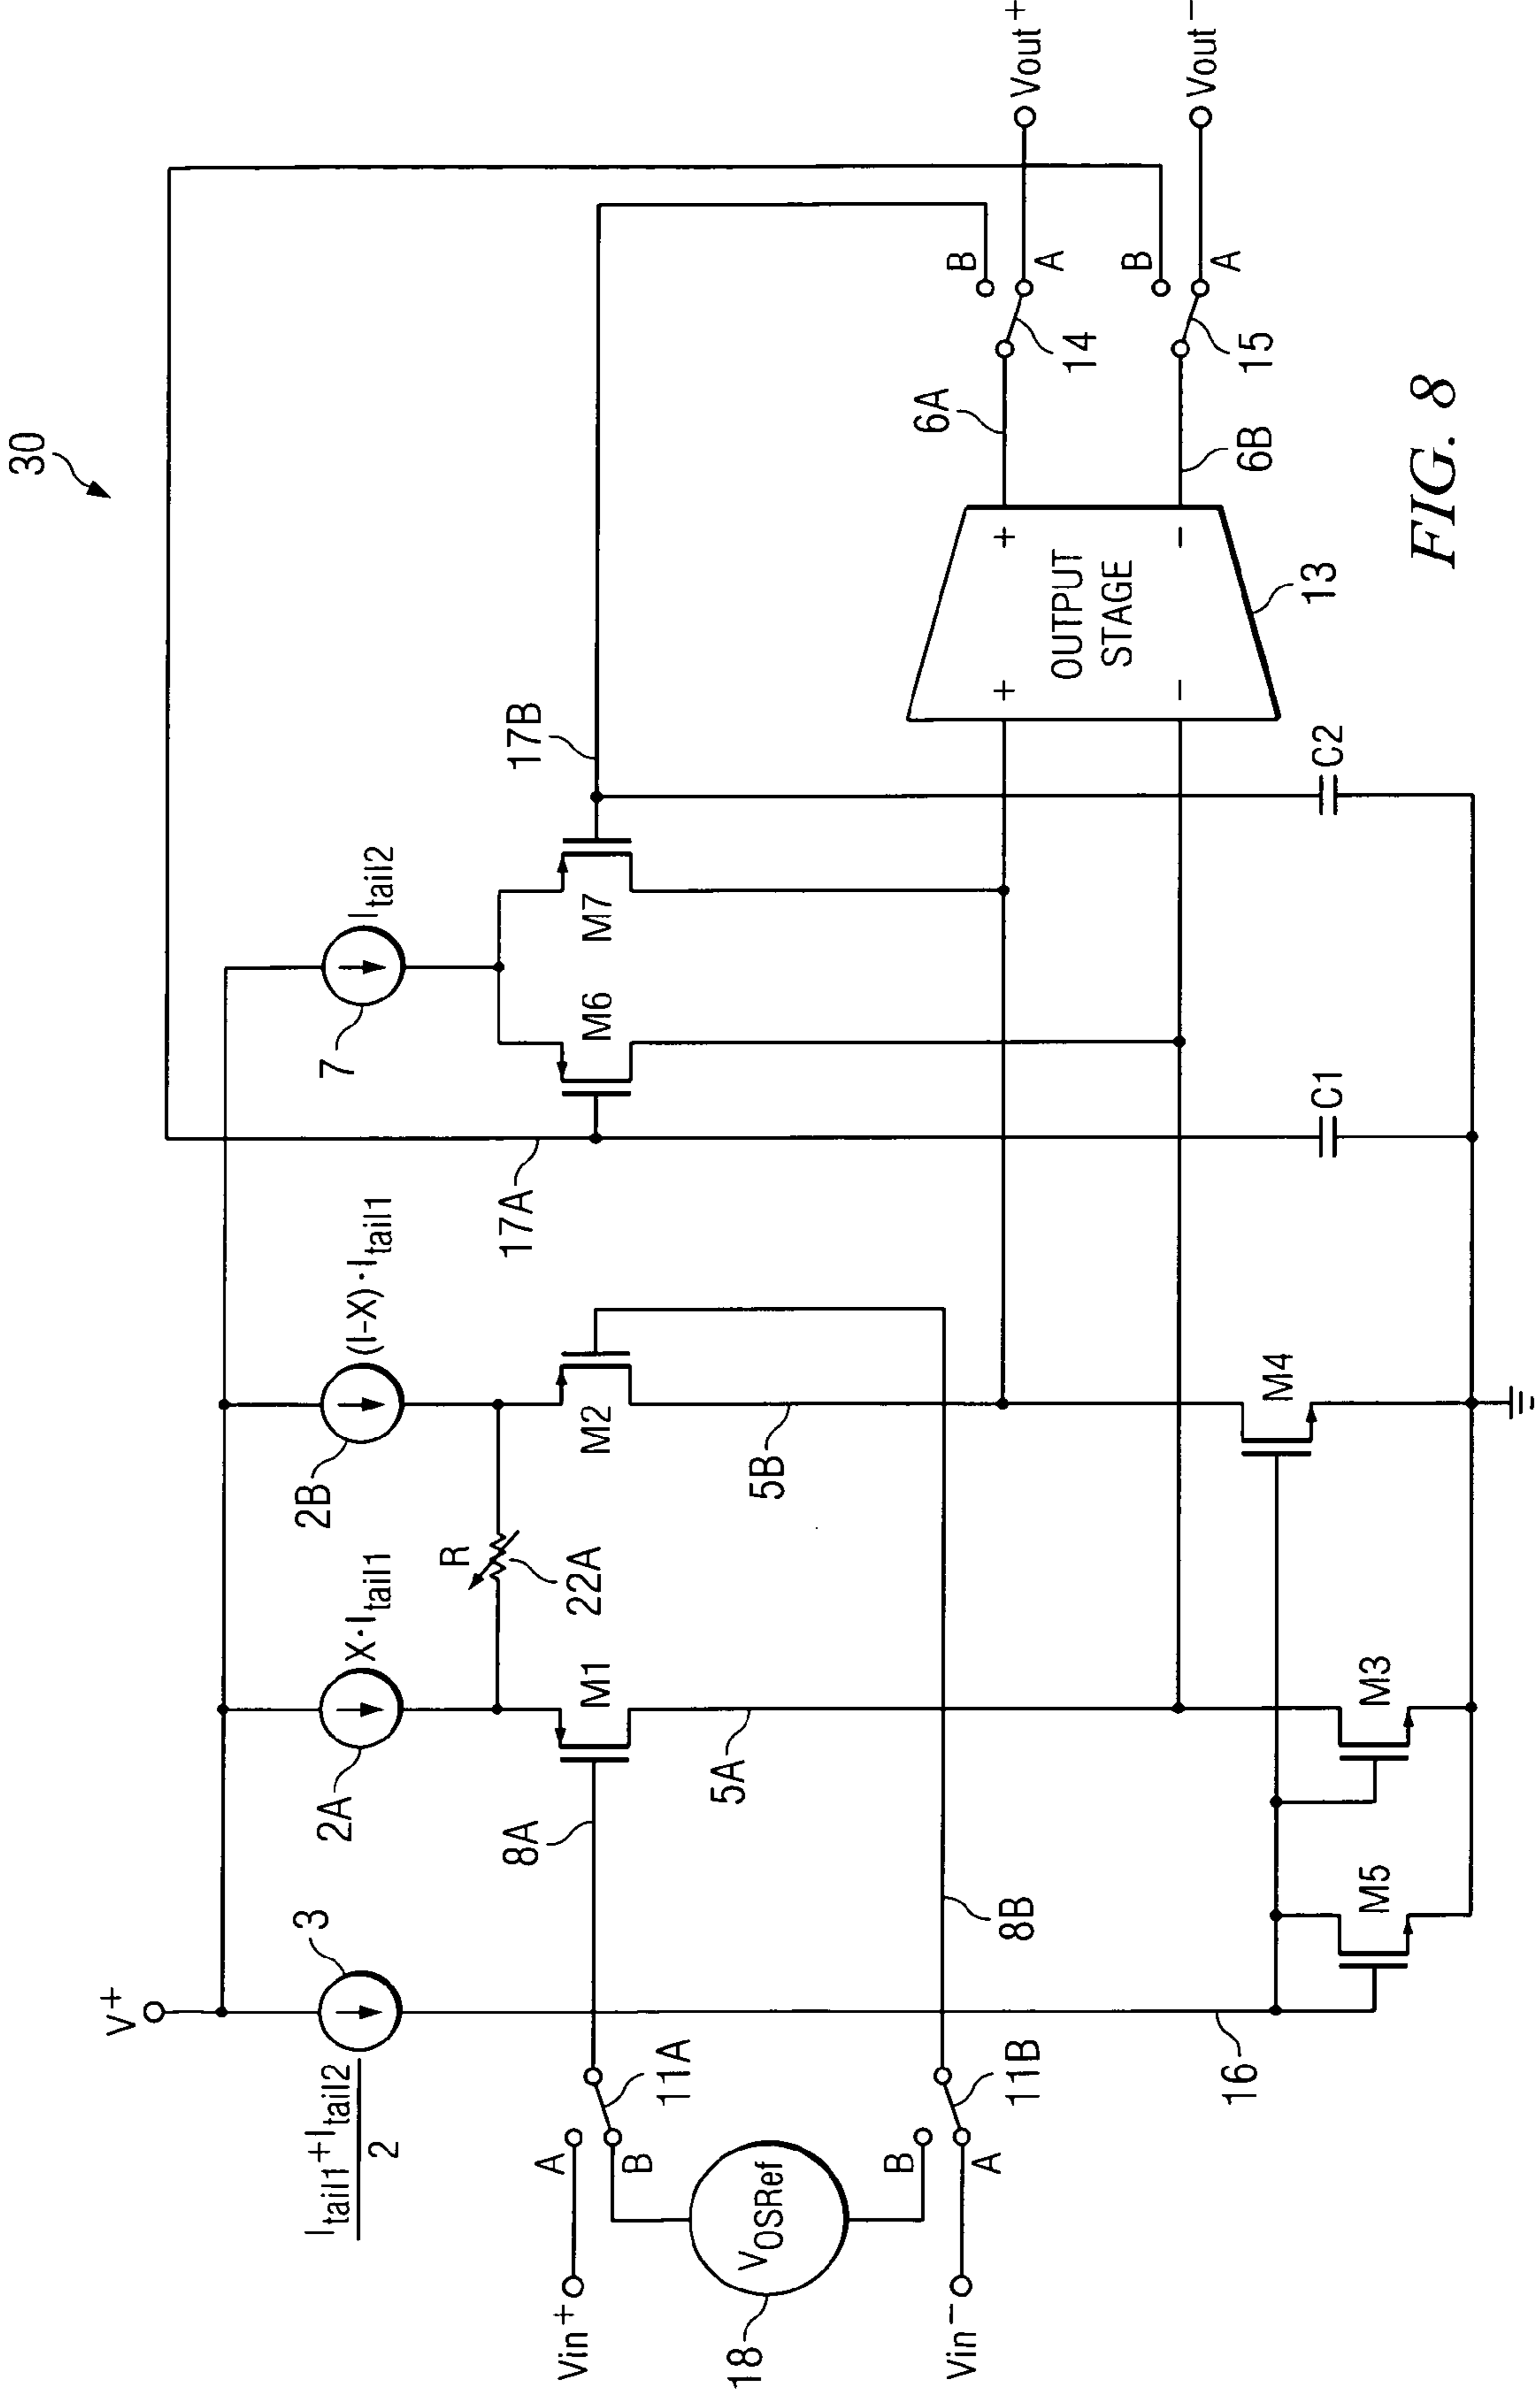 30
V+
Itail1+Itail2
2
3
X·Itail1
2A
(I-X)·Itail1
2B
Itail2
7
R
22A
M1
M2
M6
M7
17A
17B
8A
8B
5A
5B
A
B
11A
Vin+
VOSRef
18
B
A
11B
Vin-
16
M5
M3
M4
C1
C2
+
-
OUTPUT
STAGE
+
-
13
6A
6B
B
A
14
B
A
15
Vout+
Vout-
FIG. 8